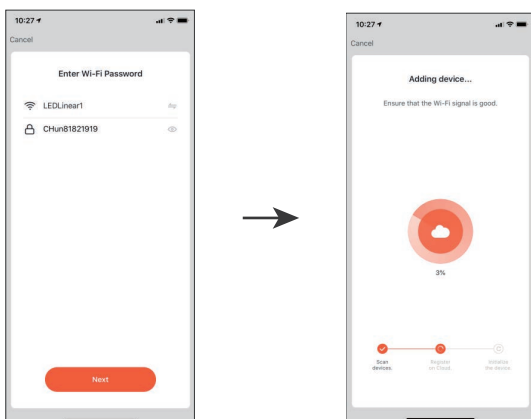 10:27
Cancel
Enter Wi-Fi Password
LEDLinear1
CHun81821919
Next
10:27
Cancel
Adding device...
Ensure that the Wi-Fi signal is good.
3%
Scan
devices.
Register
on Cloud.
Initialize
the device.